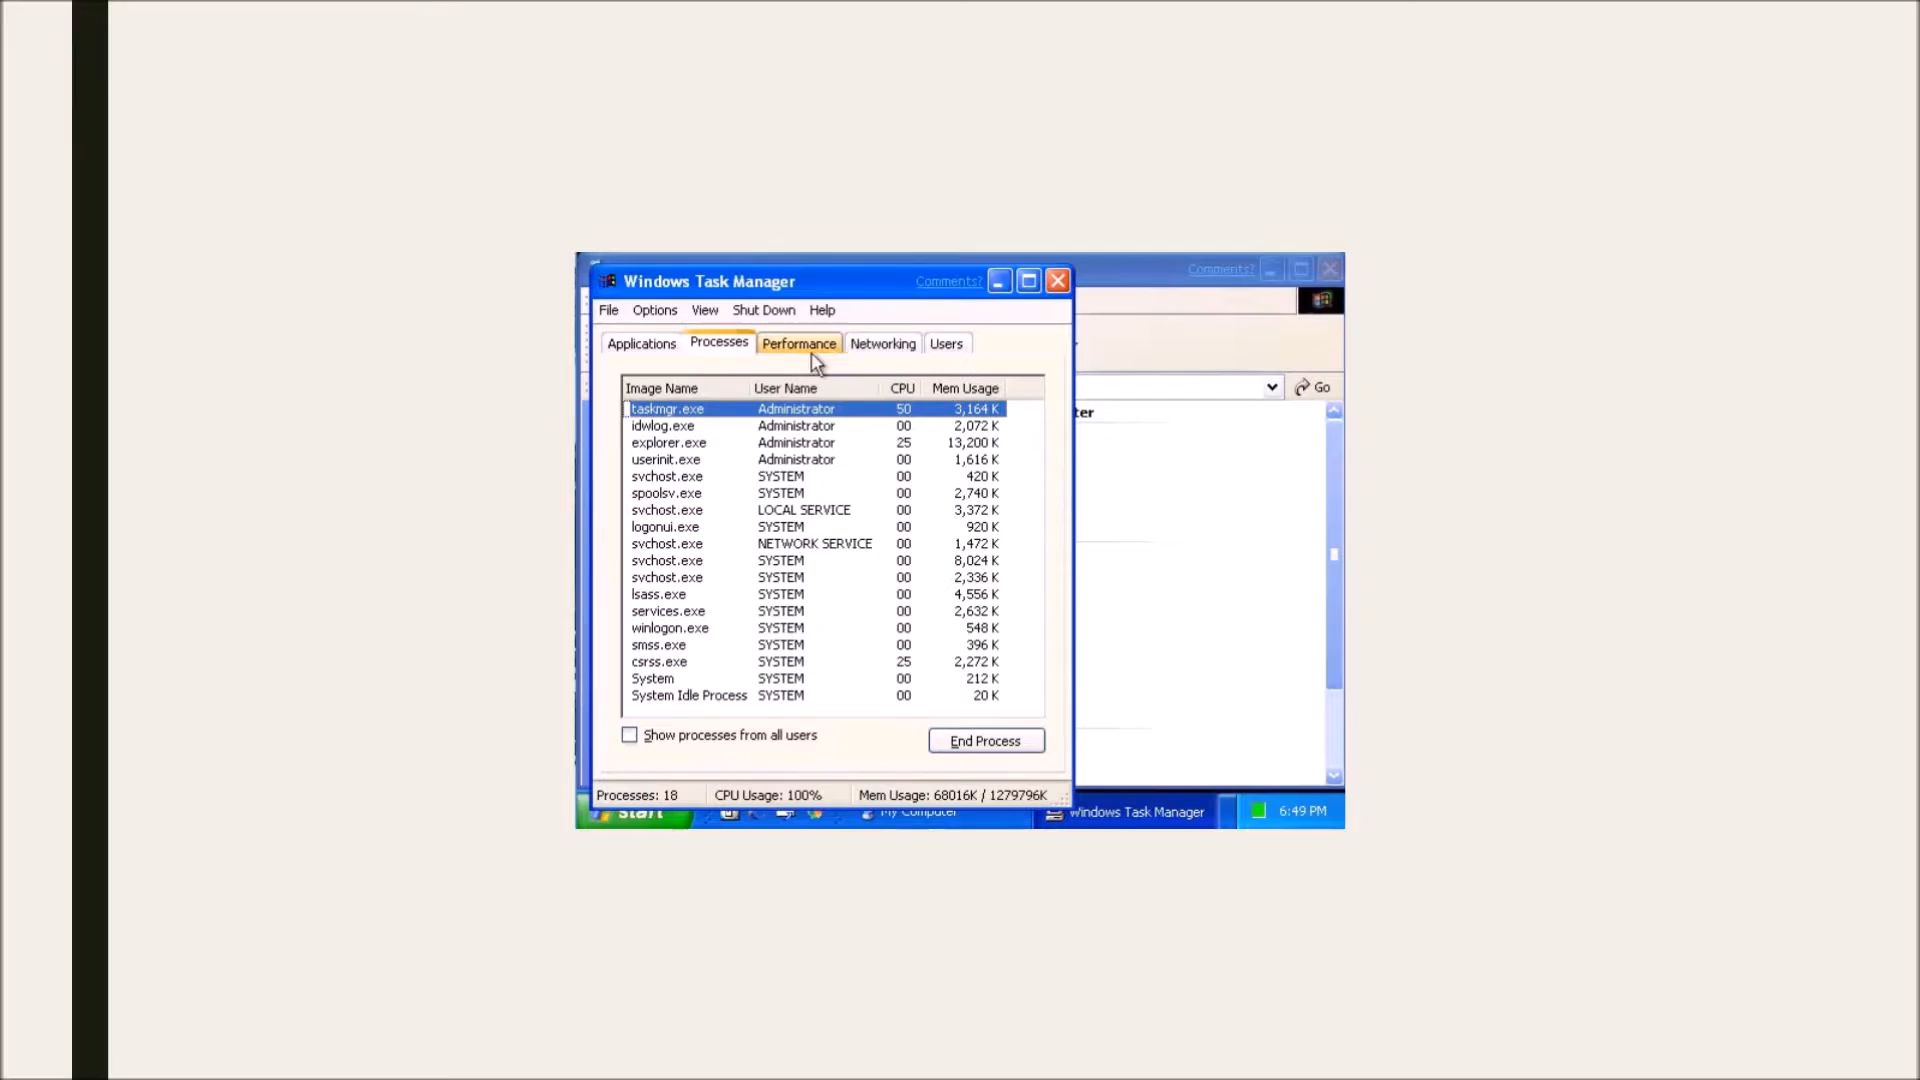 Windows Task Manager Comments?
Comments?
File Options View Shut Down Help
Applications Processes Performance Networking Users
Go
Image Name User Name CPU Mem Usage
taskmgr.exe Administrator 50 3,164 K
ter
idwlog.exe Administrator 00 2,072 K
explorer.exe Administrator 25 13,200 K
userinit.exe Administrator 00 1,616 K
svchost.exe SYSTEM 00 420 K
spoolsv.exe SYSTEM 00 2,740 K
svchost.exe LOCAL SERVICE 00 3,372 K
logonui.exe SYSTEM 00 920 K
svchost.exe NETWORK SERVICE 00 1,472 K
svchost.exe SYSTEM 00 8,024 K
svchost.exe SYSTEM 00 2,336 K
lsass.exe SYSTEM 00 4,556 K
services.exe SYSTEM 00 2,632 K
winlogon.exe SYSTEM 00 548 K
smss.exe SYSTEM 00 396 K
csrss.exe SYSTEM 25 2,272 K
System SYSTEM 00 212 K
System Idle Process SYSTEM 00 20 K
Show processes from all users End Process
Processes: 18 CPU Usage: 100% Mem Usage: 68016K / 1279796K
start My Computer Windows Task Manager 6:49 PM